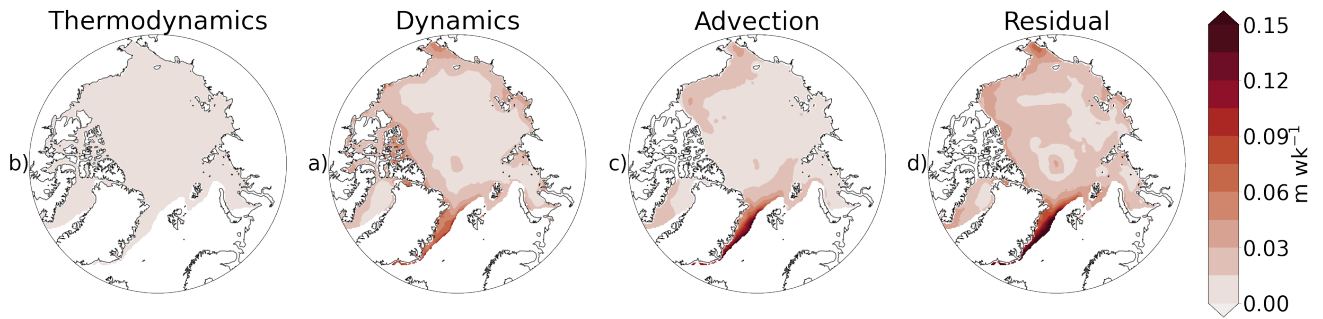 Thermodynamics
Dynamics
Advection
Residual
b)
a)
c)
d)
0.15
0.12
0.09
0.06
0.03
0.00
m wk⁻¹